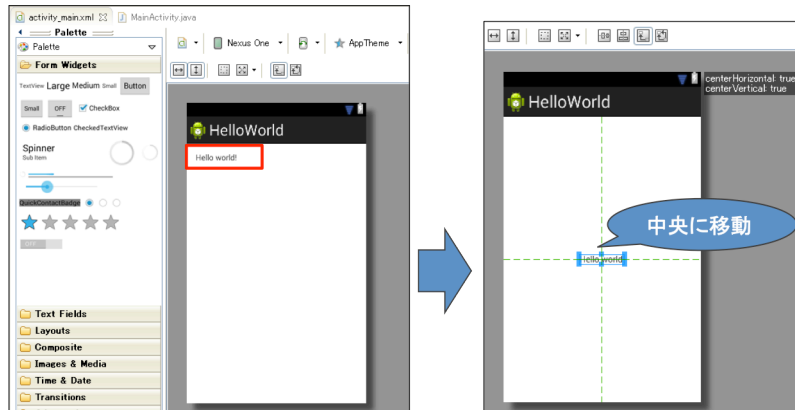 activity_main.xml
MainActivity.java
Palette
Palette
Form Widgets
TextView Large Medium Small Button
Small OFF CheckBox
RadioButton CheckedTextView
Spinner
Sub Item
QuickContactBadge
OFF
Text Fields
Layouts
Composite
Images & Media
Time & Date
Transitions
Nexus One
AppTheme
HelloWorld
Hello world!
centerHorizontal: true
centerVertical: true
HelloWorld
中央に移動
Hello world!